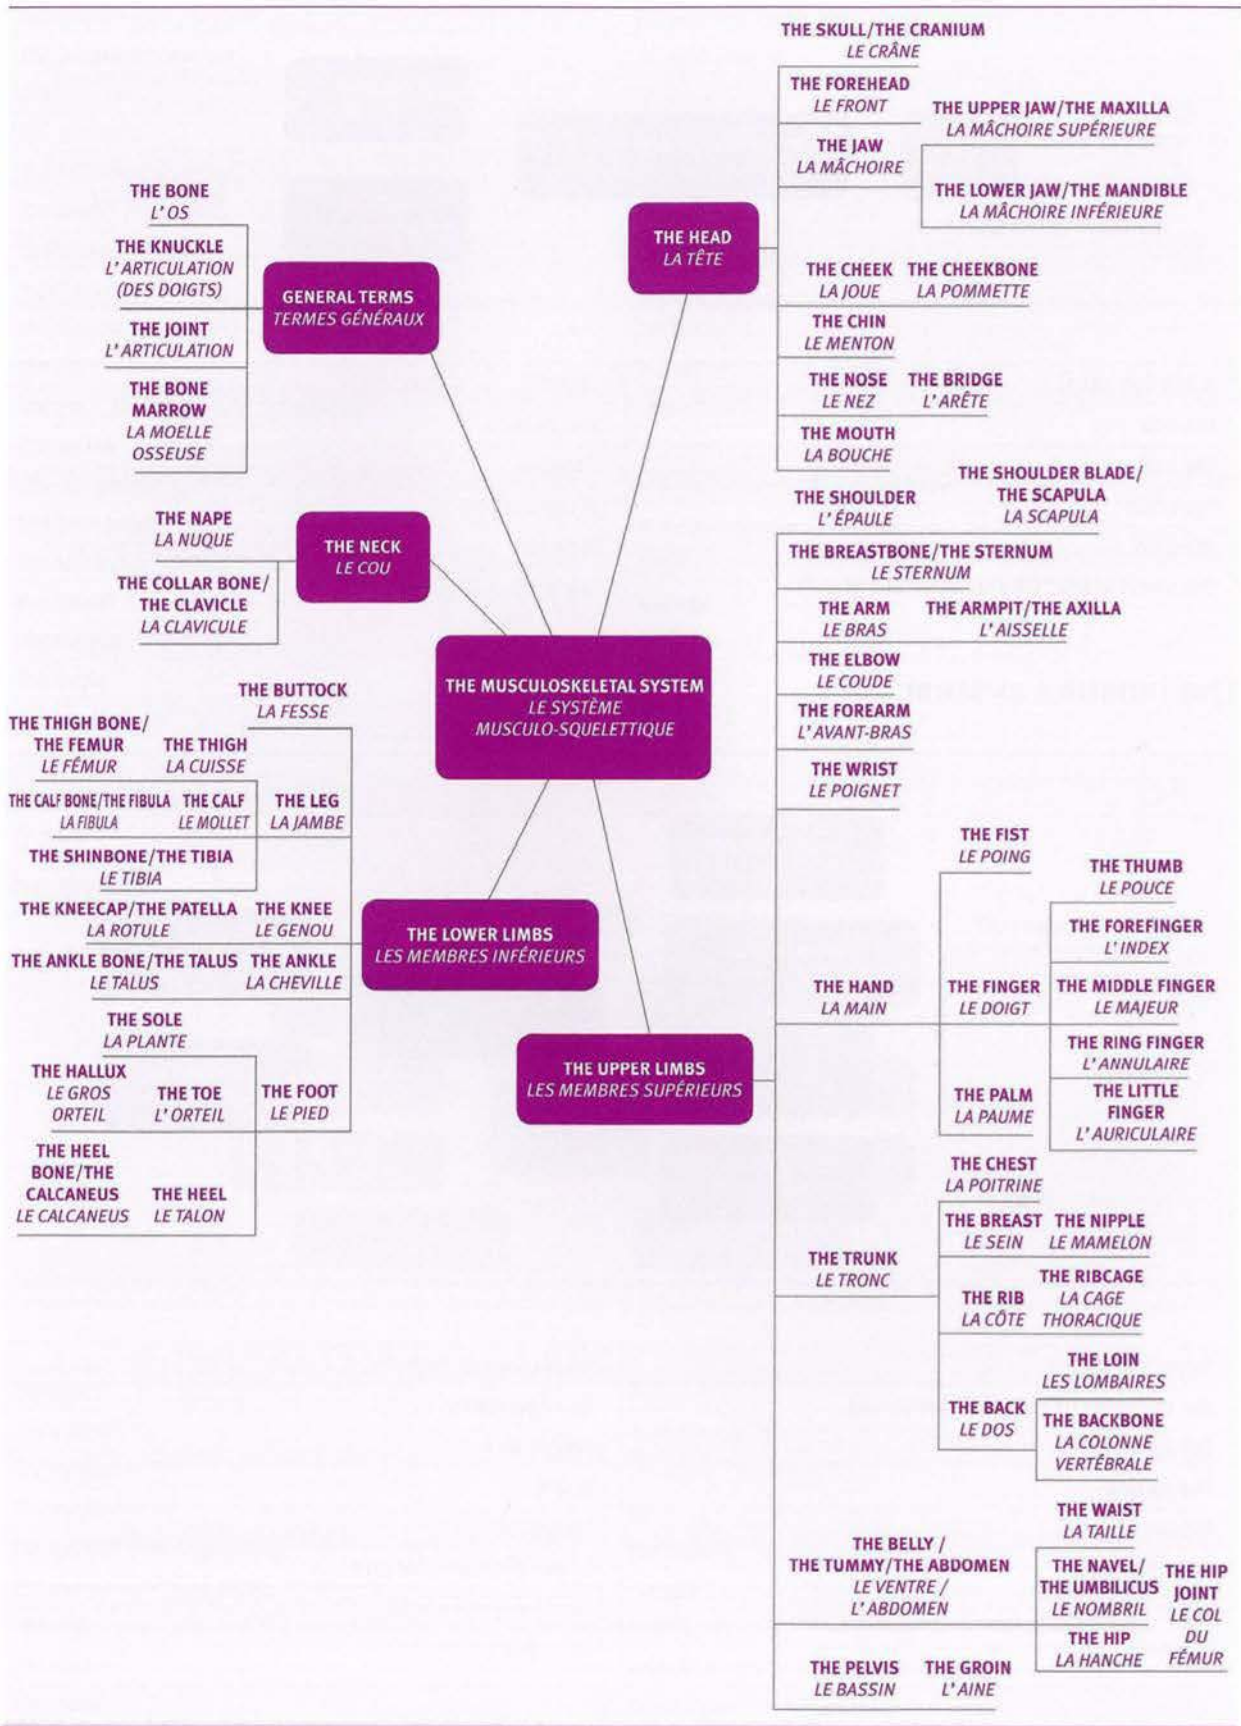 THE SKULL/THE CRANIUM
LE CRÂNE
THE FOREHEAD
LE FRONT
THE JAW
LA MÂCHOIRE
THE UPPER JAW/THE MAXILLA
LA MÂCHOIRE SUPÉRIEURE
THE LOWER JAW/THE MANDIBLE
LA MÂCHOIRE INFÉRIEURE
THE HEAD
LA TÊTE
THE CHEEK
LA JOUE
THE CHEEKBONE
LA POMMETTE
THE CHIN
LE MENTON
THE NOSE
LE NEZ
THE BRIDGE
L'ARÊTE
THE MOUTH
LA BOUCHE
THE BONE
L'OS
THE KNUCKLE
L'ARTICULATION
(DES DOIGTS)
THE JOINT
L'ARTICULATION
THE BONE
MARROW
LA MOELLE
OSSEUSE
GENERAL TERMS
TERMES GÉNÉRAUX
THE NAPE
LA NUQUE
THE COLLAR BONE/
THE CLAVICLE
LA CLAVICULE
THE NECK
LE COU
THE MUSCULOSKELETAL SYSTEM
LE SYSTÈME
MUSCULO-SQUELETTIQUE
THE BUTTOCK
LA FESSE
THE THIGH BONE/
THE FEMUR
LE FÉMUR
THE THIGH
LA CUISSE
THE CALF BONE/THE FIBULA
LA FIBULA
THE CALF
LE MOLLET
THE LEG
LA JAMBE
THE SHINBONE/THE TIBIA
LE TIBIA
THE KNEECAP/THE PATELLA
LA ROTULE
THE KNEE
LE GENOU
THE ANKLE BONE/THE TALUS
LE TALUS
THE ANKLE
LA CHEVILLE
THE LOWER LIMBS
LES MEMBRES INFÉRIEURS
THE SOLE
LA PLANTE
THE HALLUX
LE GROS
ORTEIL
THE TOE
L'ORTEIL
THE FOOT
LE PIED
THE HEEL
BONE/THE
CALCANEUS
LE CALCANEUS
THE HEEL
LE TALON
THE UPPER LIMBS
LES MEMBRES SUPÉRIEURS
THE SHOULDER
L'ÉPAULE
THE SHOULDER BLADE/
THE SCAPULA
LA SCAPULA
THE BREASTBONE/THE STERNUM
LE STERNUM
THE ARM
LE BRAS
THE ARMPIT/THE AXILLA
L'AISSELLE
THE ELBOW
LE COUDE
THE FOREARM
L'AVANT-BRAS
THE WRIST
LE POIGNET
THE HAND
LA MAIN
THE FIST
LE POING
THE FINGER
LE DOIGT
THE THUMB
LE POUCE
THE FOREFINGER
L'INDEX
THE MIDDLE FINGER
LE MAJEUR
THE RING FINGER
L'ANNULAIRE
THE LITTLE
FINGER
L'AURICULAIRE
THE PALM
LA PAUME
THE TRUNK
LE TRONC
THE CHEST
LA POITRINE
THE BREAST
LE SEIN
THE NIPPLE
LE MAMELON
THE RIB
LA CÔTE
THE RIBCAGE
LA CAGE
THORACIQUE
THE BACK
LE DOS
THE LOIN
LES LOMBAIRES
THE BACKBONE
LA COLONNE
VERTÉBRALE
THE BELLY /
THE TUMMY/THE ABDOMEN
LE VENTRE /
L'ABDOMEN
THE WAIST
LA TAILLE
THE NAVEL/
THE UMBILICUS
LE NOMBRIL
THE HIP
LA HANCHE
THE HIP
JOINT
LE COL
DU
FÉMUR
THE PELVIS
LE BASSIN
THE GROIN
L'AINE